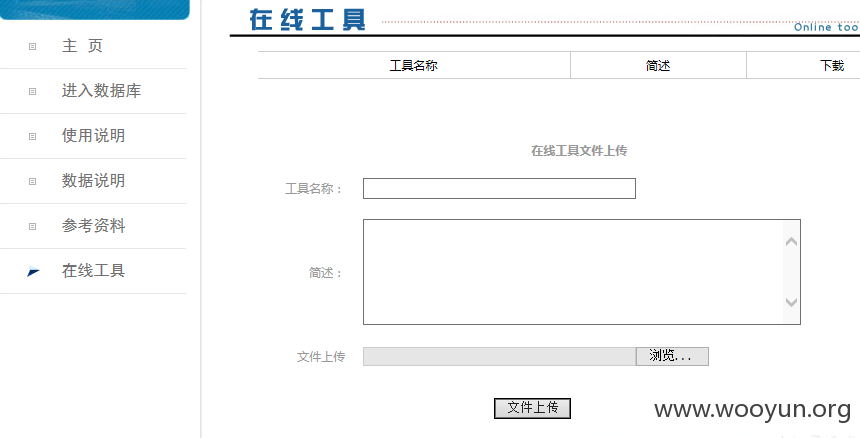 在线工具
Online too
主 页
进入数据库
使用说明
数据说明
参考资料
在线工具
工具名称 简述 下载
在线工具文件上传
工具名称：
简述：
文件上传 浏览...
文件上传
www.wooyun.org